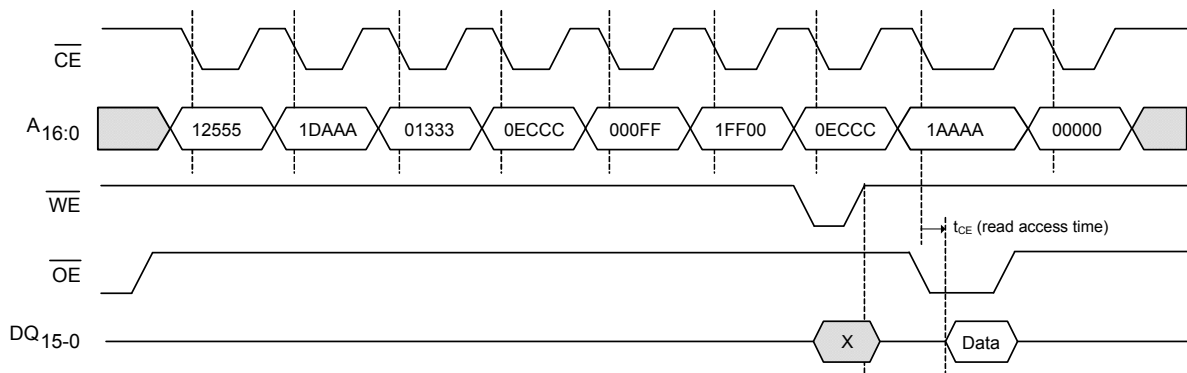 CE
A16:0 12555 1DAAA 01333 0ECCC 000FF 1FF00 0ECCC 1AAAA 00000
WE
tCE (read access time)
OE
DQ15-0 X Data